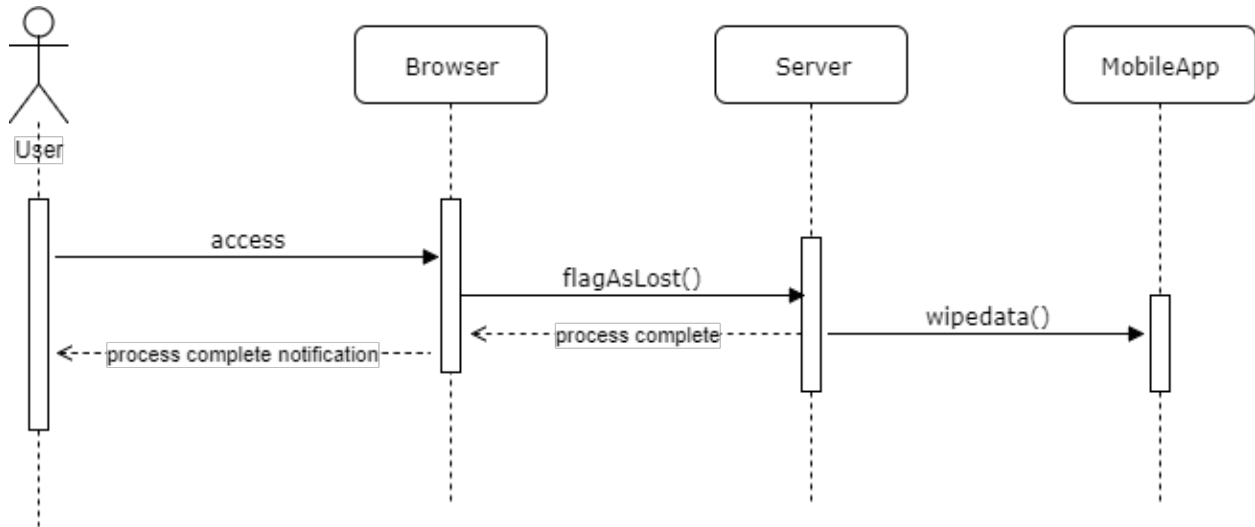 Browser
Server
MobileApp
User
access
flagAsLost()
process complete
wipedata()
process complete notification